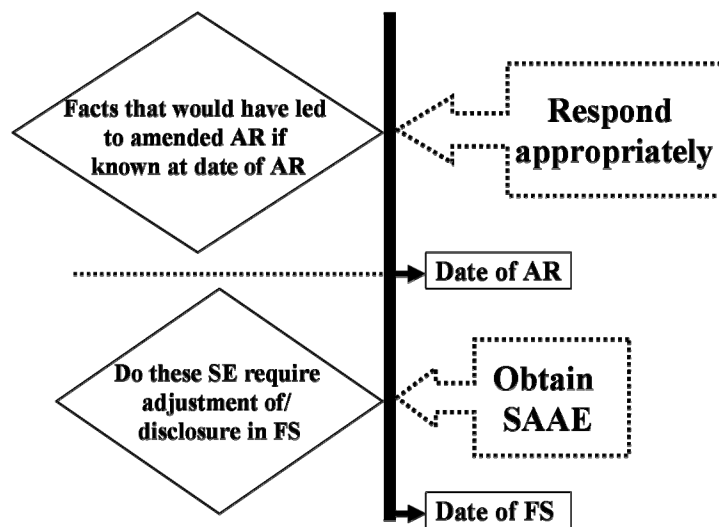 Facts that would have led
to amended AR if
known at date of AR
Respond
appropriately
Date of AR
Do these SE require
adjustment of/
disclosure in FS
Obtain
SAAE
Date of FS